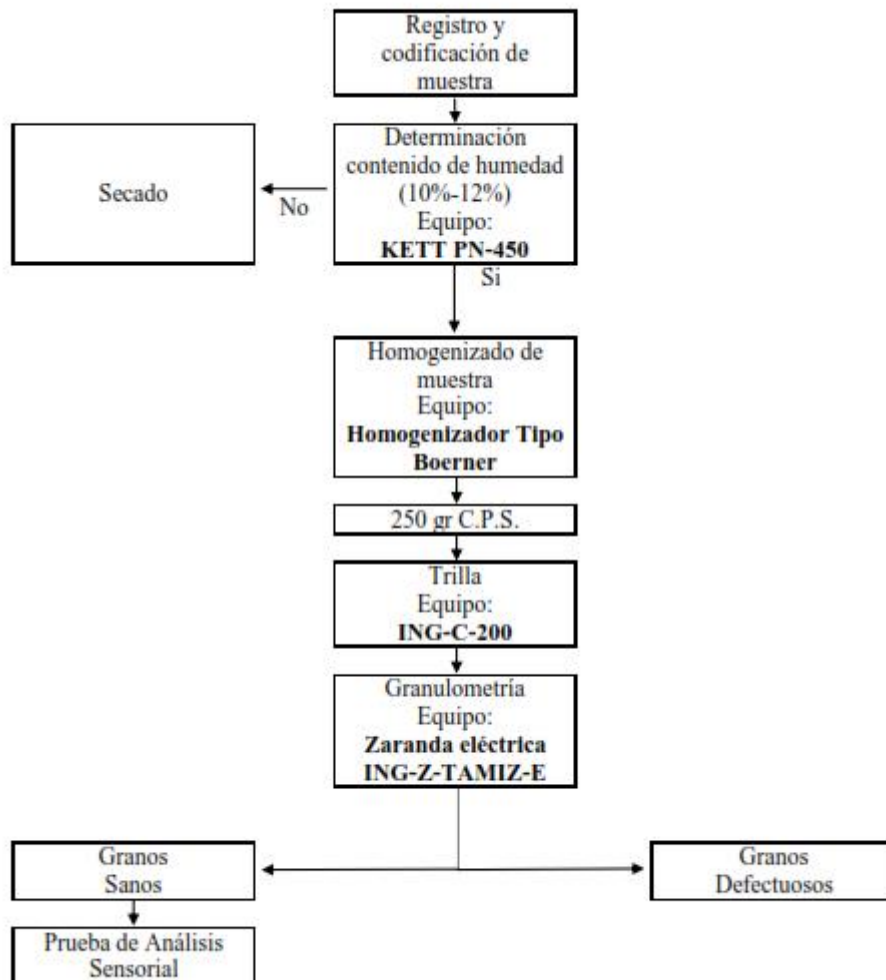 Registro y
codificación de
muestra
Determinación
contenido de humedad
(10%-12%)
Equipo:
KETT PN-450
Secado
No
Si
Homogenizado de
muestra
Equipo:
Homogenizador Tipo
Boerner
250 gr C.P.S.
Trilla
Equipo:
ING-C-200
Granulometría
Equipo:
Zaranda eléctrica
ING-Z-TAMIZ-E
Granos
Sanos
Granos
Defectuosos
Prueba de Análisis
Sensorial